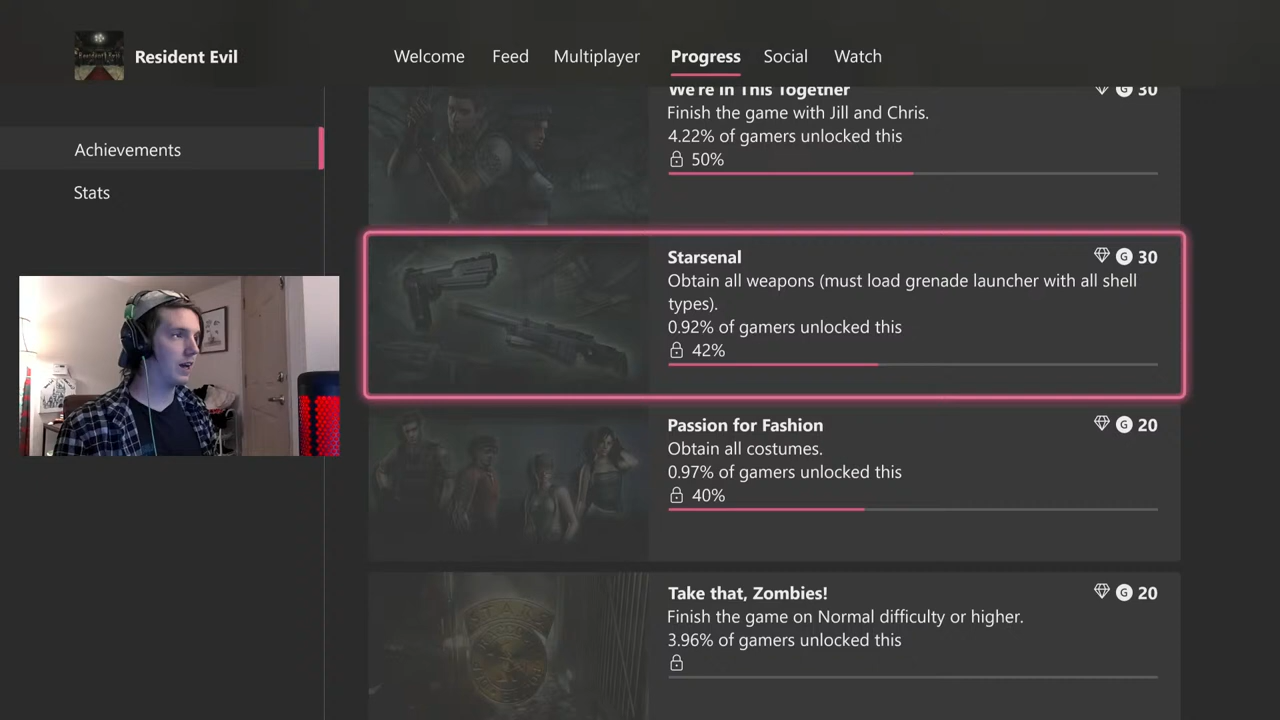 Resident Evil
Welcome Feed Multiplayer Progress Social Watch
Achievements
Stats
We're in This Together
30
Finish the game with Jill and Chris.
4.22% of gamers unlocked this
50%
Starsenal
G 30
Obtain all weapons (must load grenade launcher with all shell
types).
0.92% of gamers unlocked this
42%
Passion for Fashion
G 20
Obtain all costumes.
0.97% of gamers unlocked this
40%
Take that, Zombies!
G 20
Finish the game on Normal difficulty or higher.
3.96% of gamers unlocked this